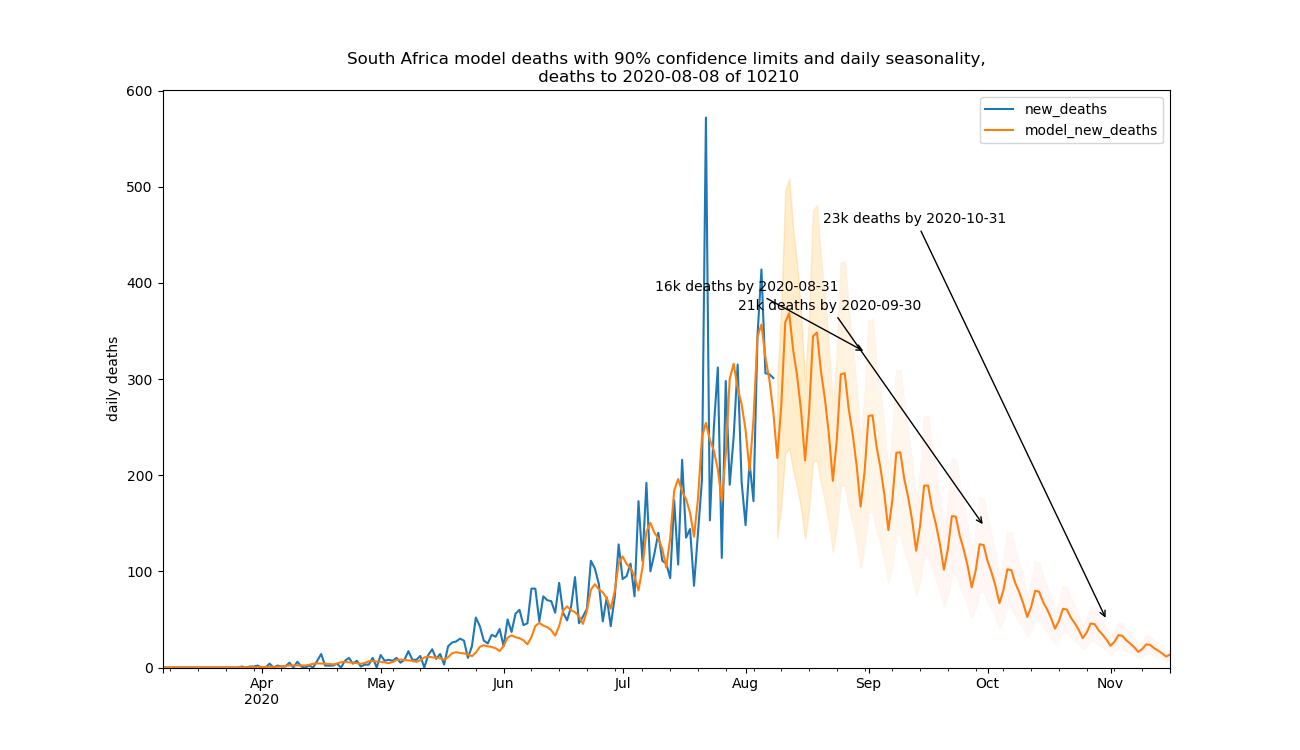 South Africa model deaths with 90% confidence limits and daily seasonality,
deaths to 2020-08-08 of 10210
600
new_deaths
model_new_deaths
500
23k deaths by 2020-10-31
400
16k deaths by 2020-08-31
21k deaths by 2020-09-30
daily deaths
300
200
100
0
Apr May Jun Jul Aug Sep Oct Nov
2020